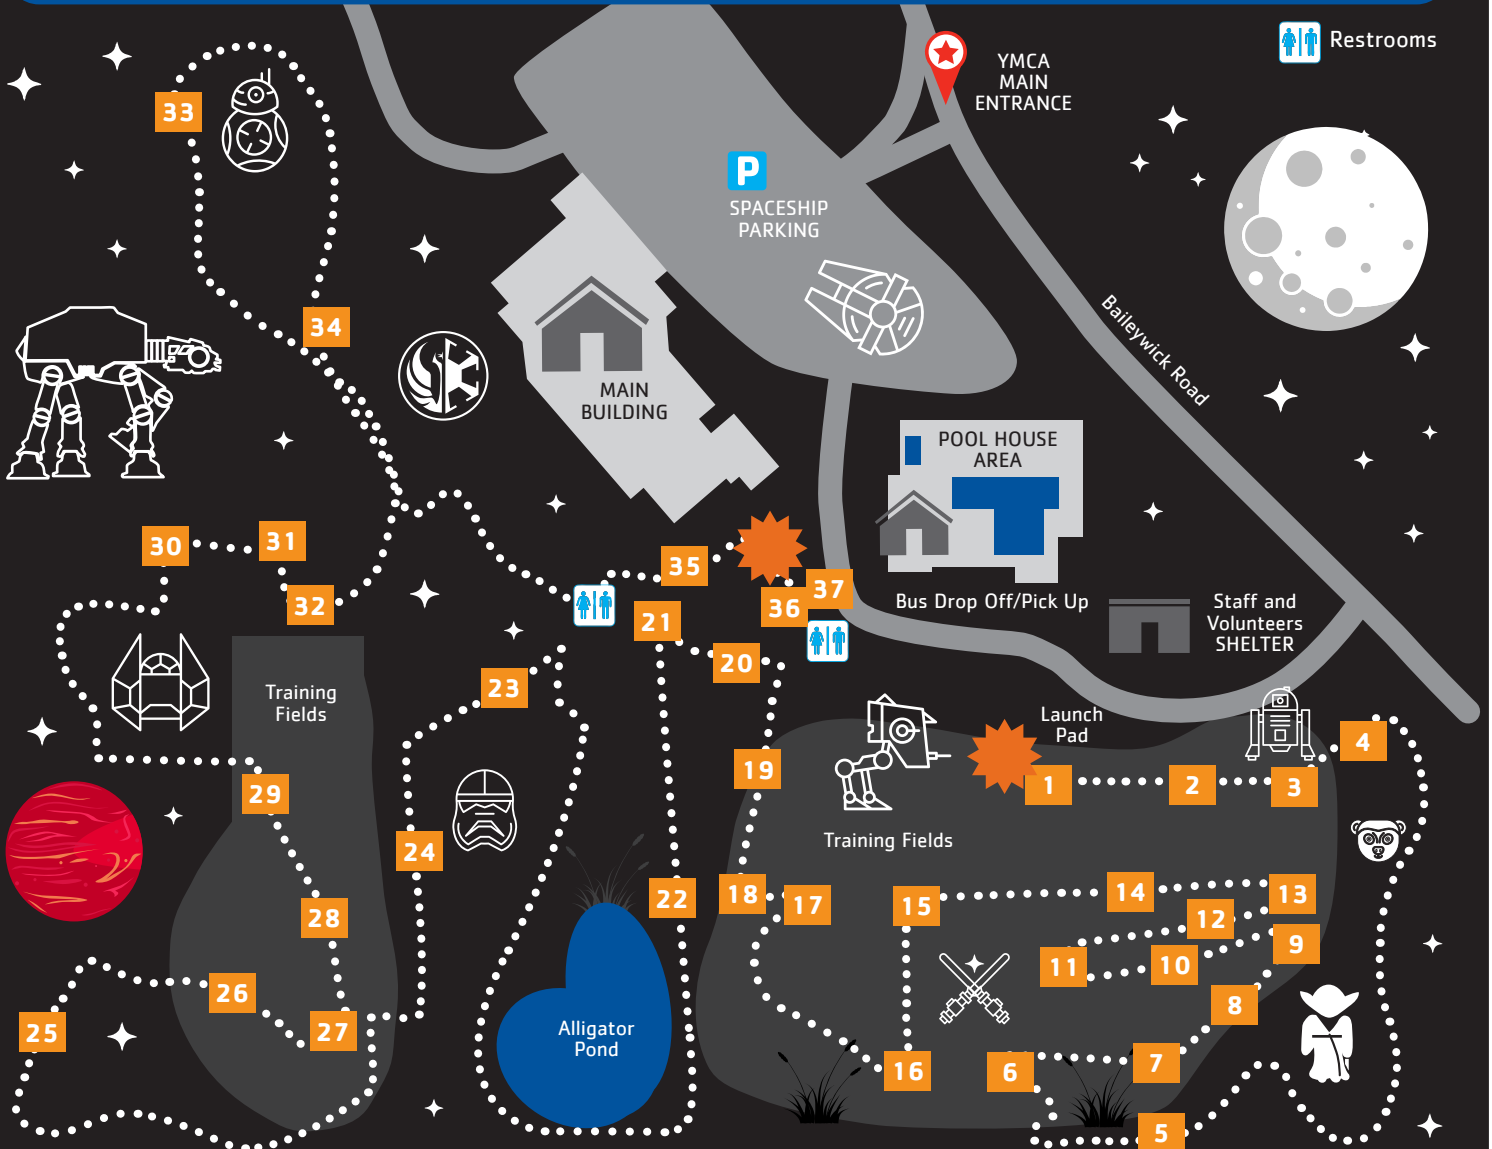 Restrooms
YMCA
MAIN
ENTRANCE
33
P
SPACESHIP
PARKING
34
Baileywick Road
MAIN
BUILDING
POOL HOUSE
AREA
30
31
32
35
36
37
21
20
Bus Drop Off/Pick Up
Staff and
Volunteers
SHELTER
23
Training
Fields
Launch
Pad
4
19
1
2
3
29
24
Training Fields
22
18
17
15
14
13
12
28
9
11
10
26
8
25
27
Alligator
Pond
16
6
7
5